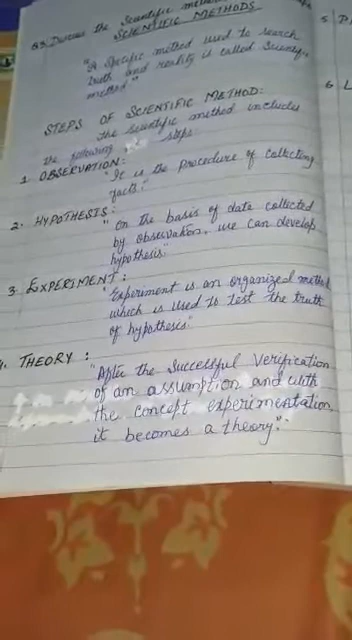 Q3. Discuss the Scientific
SCIENTIFIC METHODS
"A specific method used to search
truth and reality is called Scient
method"
STEPS OF SCIENTIFIC METHOD:
The scientific method includes
the following steps
1 OBSERVATION:
"It is the procedure of collecting
facts."
2. HYPOTHESIS:
"On the basis of data collected
by observation, we can develop
hypothesis."
3 EXPERIMENT:
"Experiment is an organized method
which is used to test the truth
of hypothesis"
4. THEORY:
"After the Successful Verification
of an assumption and with
the concept experimentation,
it becomes a theory".
5
6 L